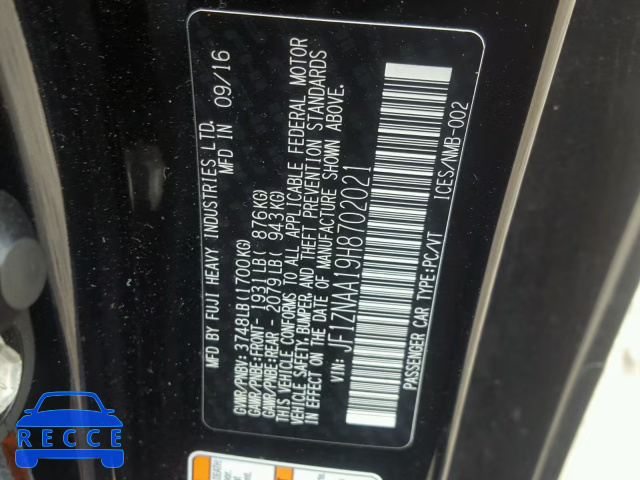 MFD BY FUJI HEAVY INDUSTRIES LTD.
MFD IN 09/16
GVWR/PNBV: 3748LB(1700KG)
GAWR/PNBE:FRONT- 1931LB( 876KG)
GAWR/PNBE:REAR - 2079LB( 943KG)
THIS VEHICLE CONFORMS TO ALL APPLICABLE FEDERAL MOTOR
VEHICLE SAFETY, BUMPER, AND THEFT PREVENTION STANDARDS
IN EFFECT ON THE DATE OF MANUFACTURE SHOWN ABOVE.
VIN: JF1ZNAA19H8702021
ICES/NMB-002
PASSENGER CAR TYPE:PC/VT
RECCE